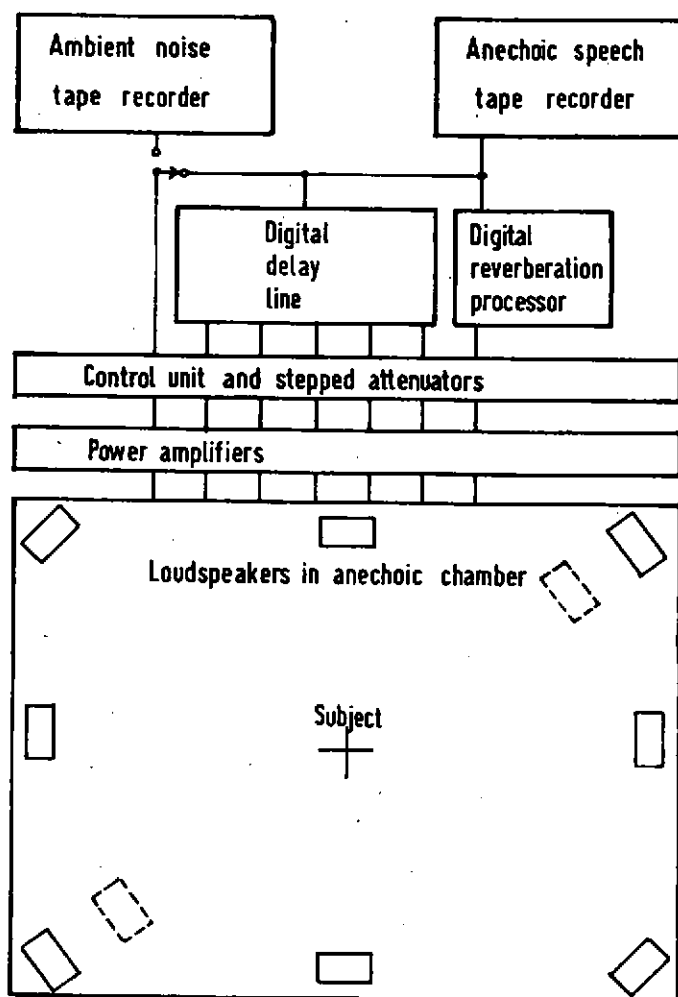 Ambient noise
tape recorder
Anechoic speech
tape recorder
Digital
delay
line
Digital
reverberation
processor
Control unit and stepped attenuators
Power amplifiers
Loudspeakers in anechoic chamber
Subject